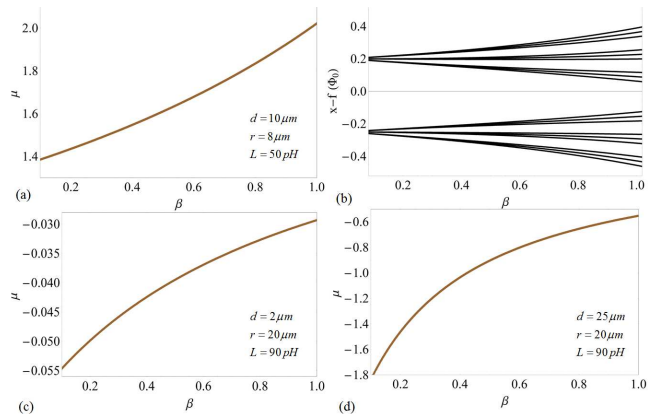 2.0
1.8
1.6
1.4
μ
0.2 0.4 0.6 0.8 1.0
β
d = 10 μm
r = 8 μm
L = 50 pH
(a)
0.4
0.2
0.0
−0.2
−0.4
x−f (Φ₀)
0.2 0.4 0.6 0.8 1.0
β
(b)
−0.030
−0.035
−0.040
−0.045
−0.050
−0.055
μ
0.2 0.4 0.6 0.8 1.0
β
d = 2 μm
r = 20 μm
L = 90 pH
(c)
−0.6
−0.8
−1.0
−1.2
−1.4
−1.6
−1.8
μ
0.2 0.4 0.6 0.8 1.0
β
d = 25 μm
r = 20 μm
L = 90 pH
(d)